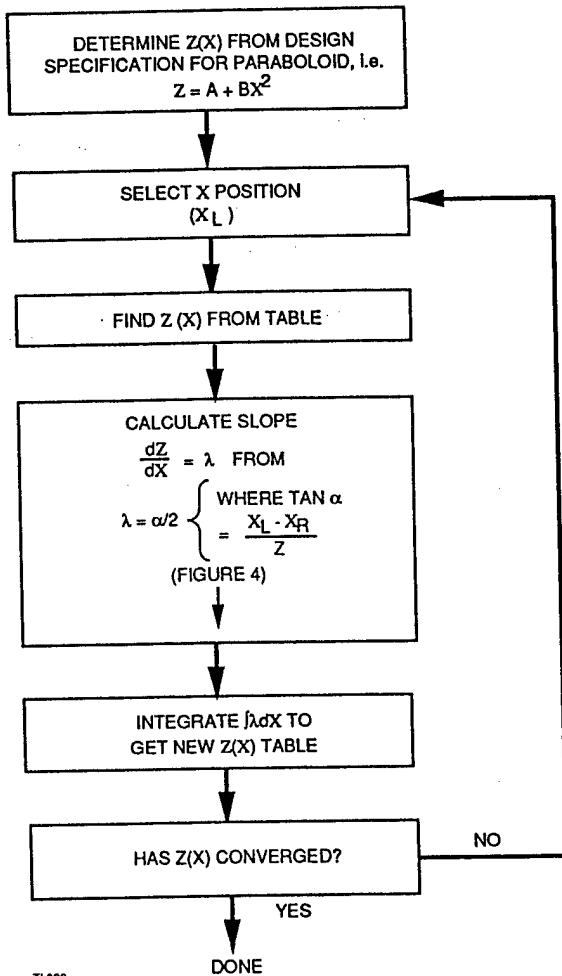 DETERMINE Z(X) FROM DESIGN
SPECIFICATION FOR PARABOLOID, i.e.
Z = A + BX²
SELECT X POSITION
(X_L)
FIND Z (X) FROM TABLE
CALCULATE SLOPE
dZ/dX = λ FROM
λ = α/2 { WHERE TAN α
= X_L - X_R / Z
(FIGURE 4)
INTEGRATE ∫λdX TO
GET NEW Z(X) TABLE
HAS Z(X) CONVERGED?
NO
YES
DONE